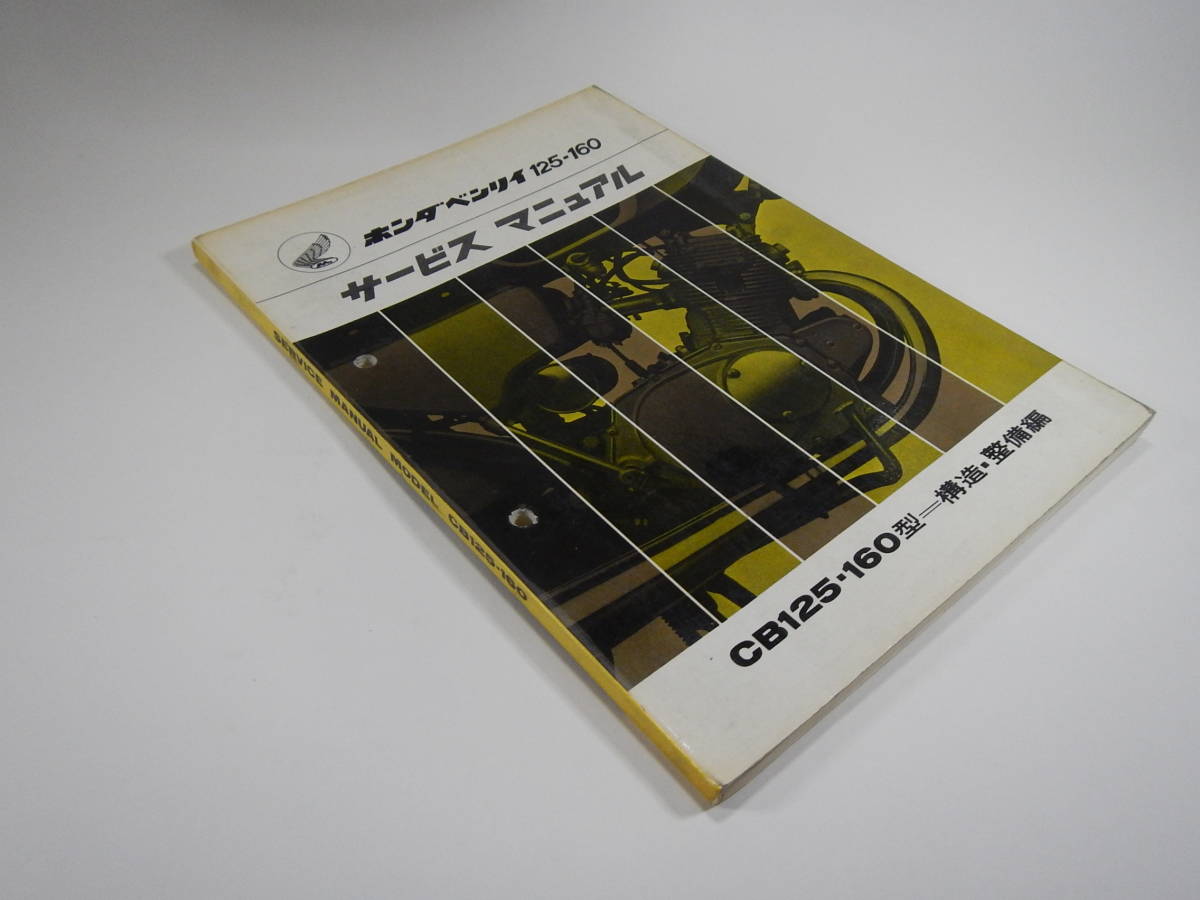 ホンダベンリイ 125-160
サービス マニュアル
CB125・160型=構造・整備編
SERVICE MANUAL MODEL CB125・160